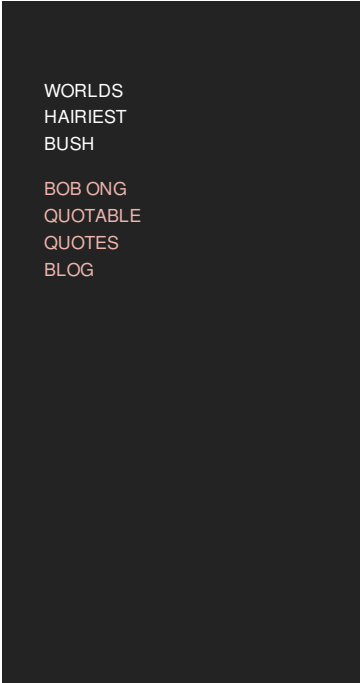 WORLDS
HAIRIEST
BUSH
BOB ONG
QUOTABLE
QUOTES
BLOG